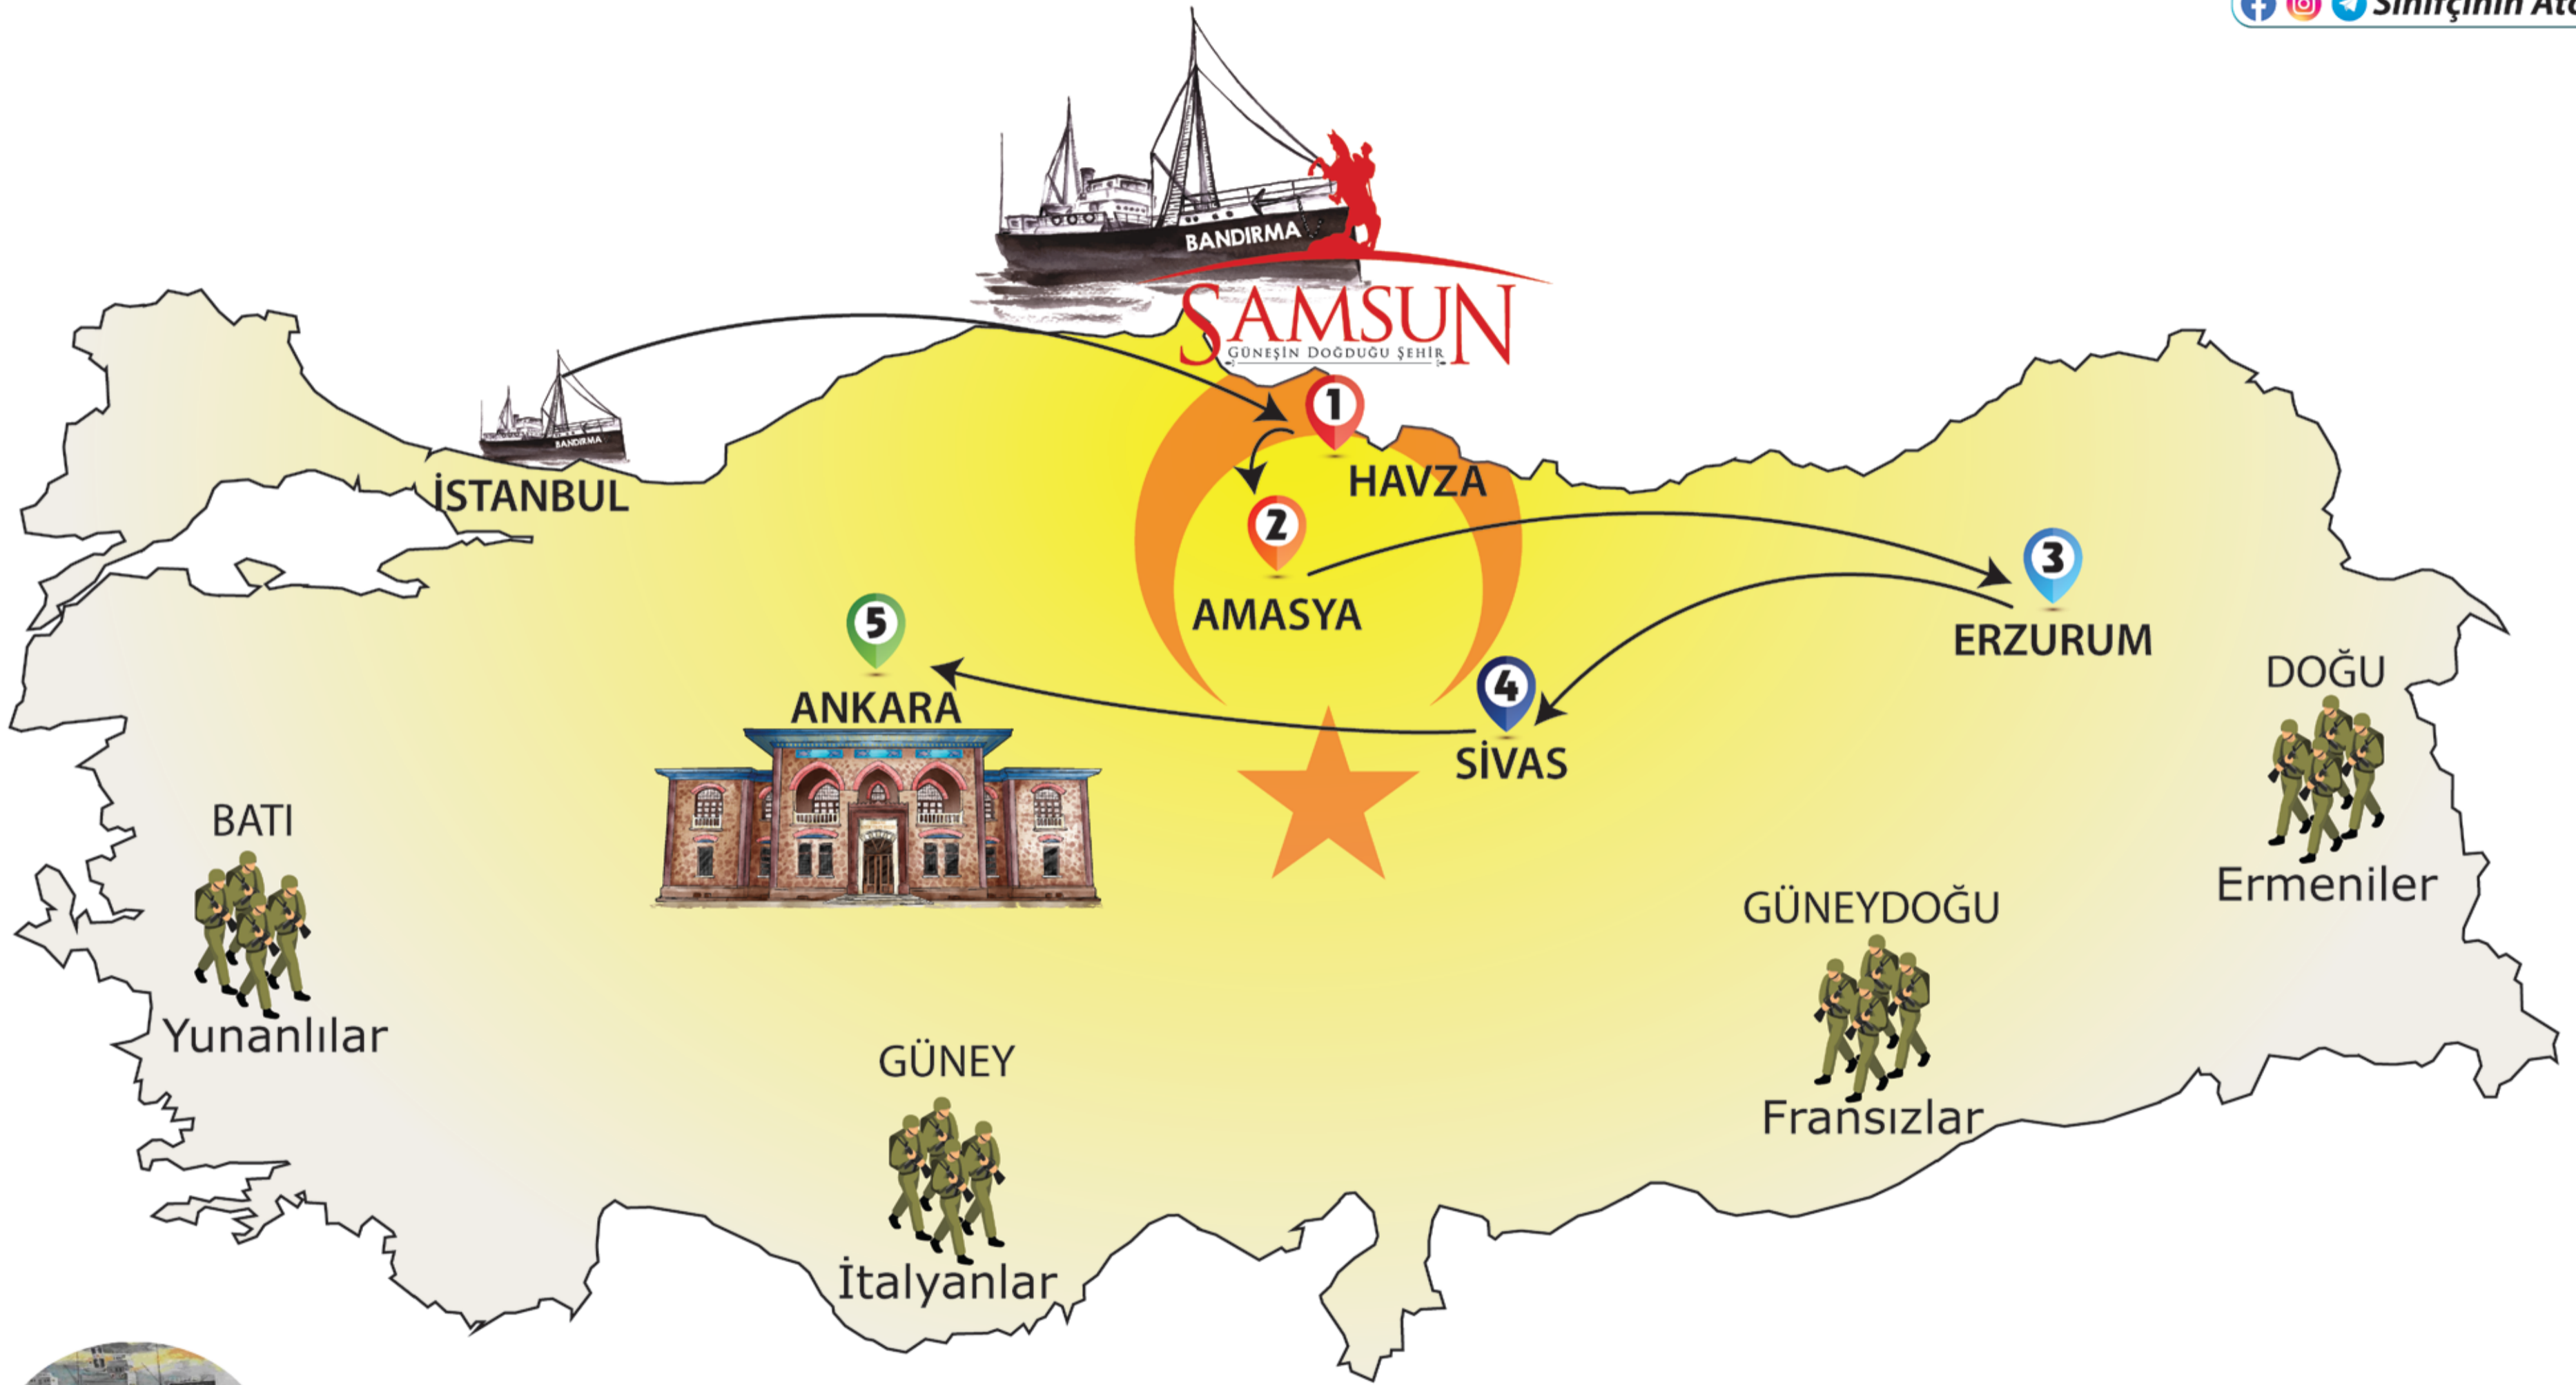 Sınıfçının
BANDIRMA
SAMSUN
GÜNEŞİN DOĞDUĞU ŞEHİR
1
BANDIRMA
HAVZA
İSTANBUL
2
3
AMASYA
5
ERZURUM
4
DOĞU
ANKARA
SİVAS
BATI
Ermeniler
GÜNEYDOĞU
Yunanlılar
GÜNEY
Fransızlar
İtalyanlar